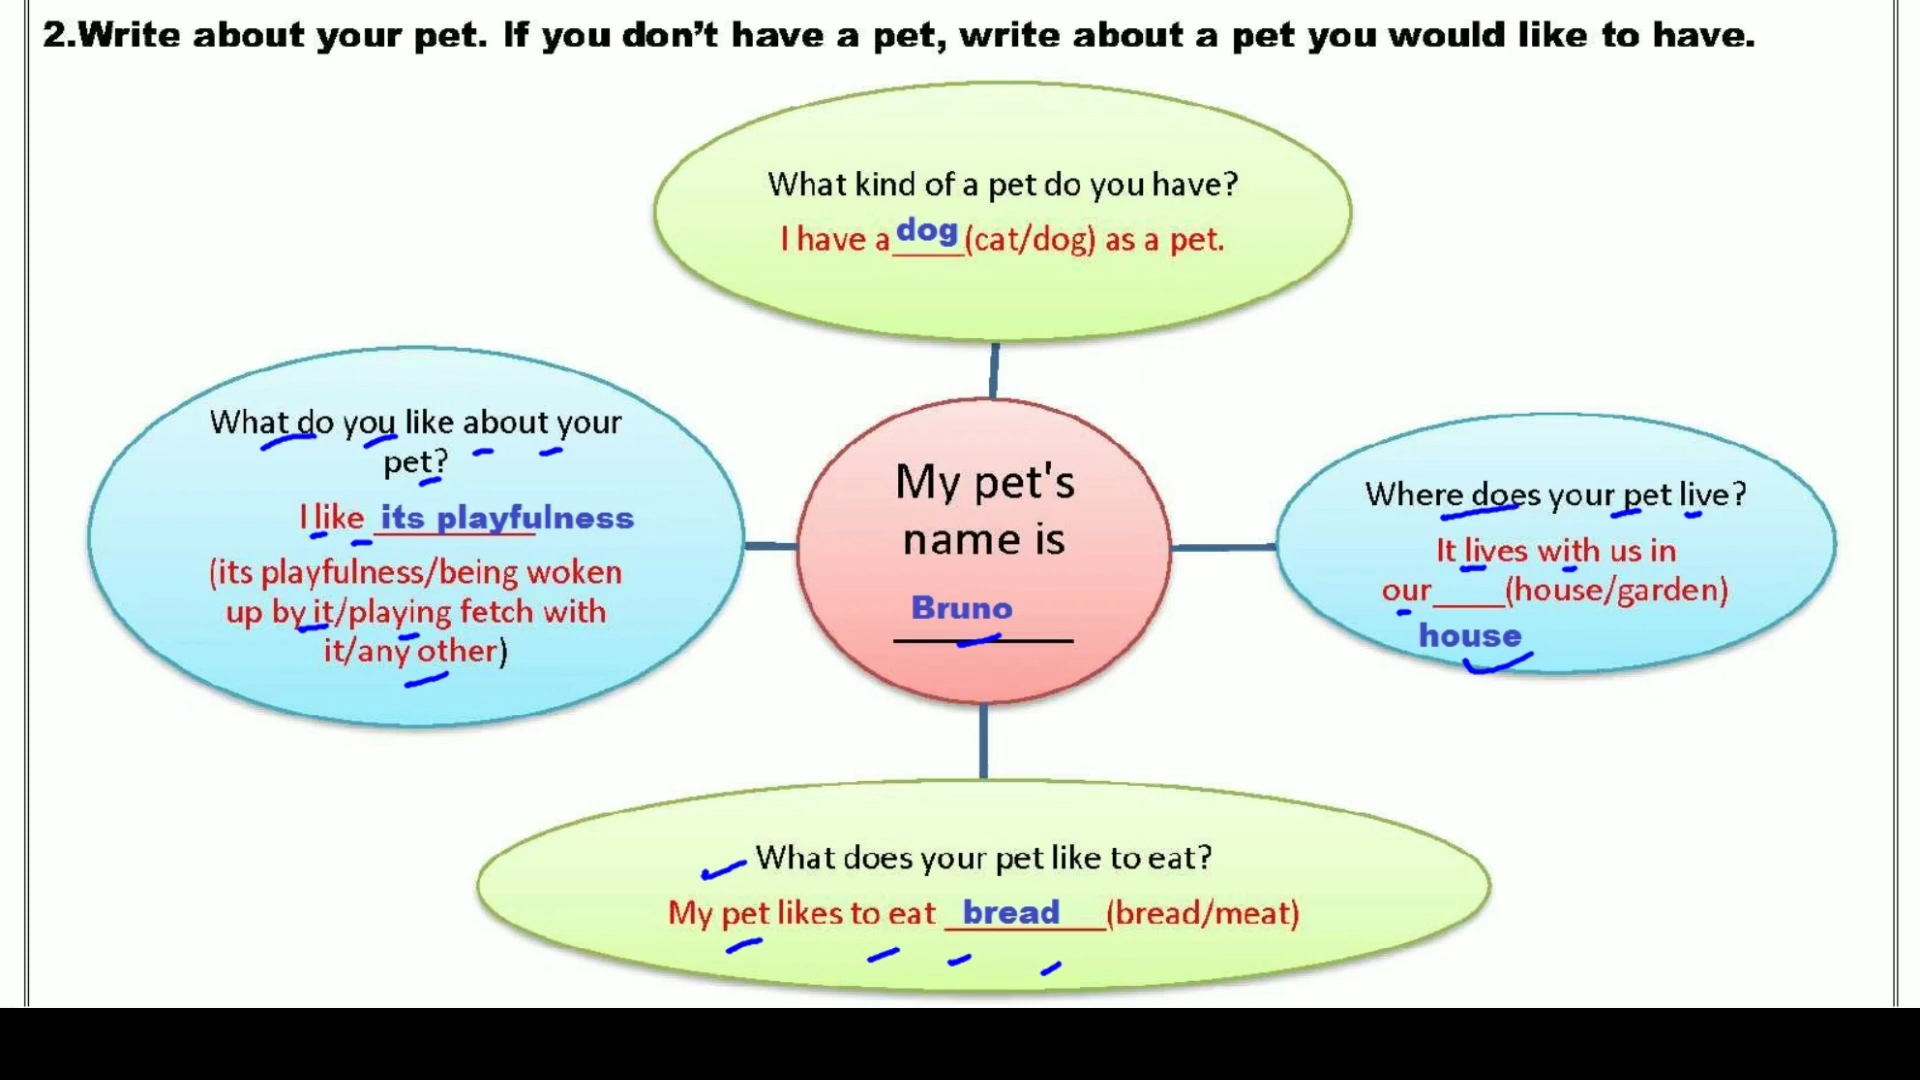 2.Write about your pet. If you don't have a pet, write about a pet you would like to have.
What kind of a pet do you have?
I have a dog (cat/dog) as a pet.
What do you like about your
pet?
I like its playfulness
(its playfulness/being woken
up by it/playing fetch with
it/any other)
My pet's
name is
Bruno
Where does your pet live?
It lives with us in
our____(house/garden)
house
What does your pet like to eat?
My pet likes to eat bread (bread/meat)